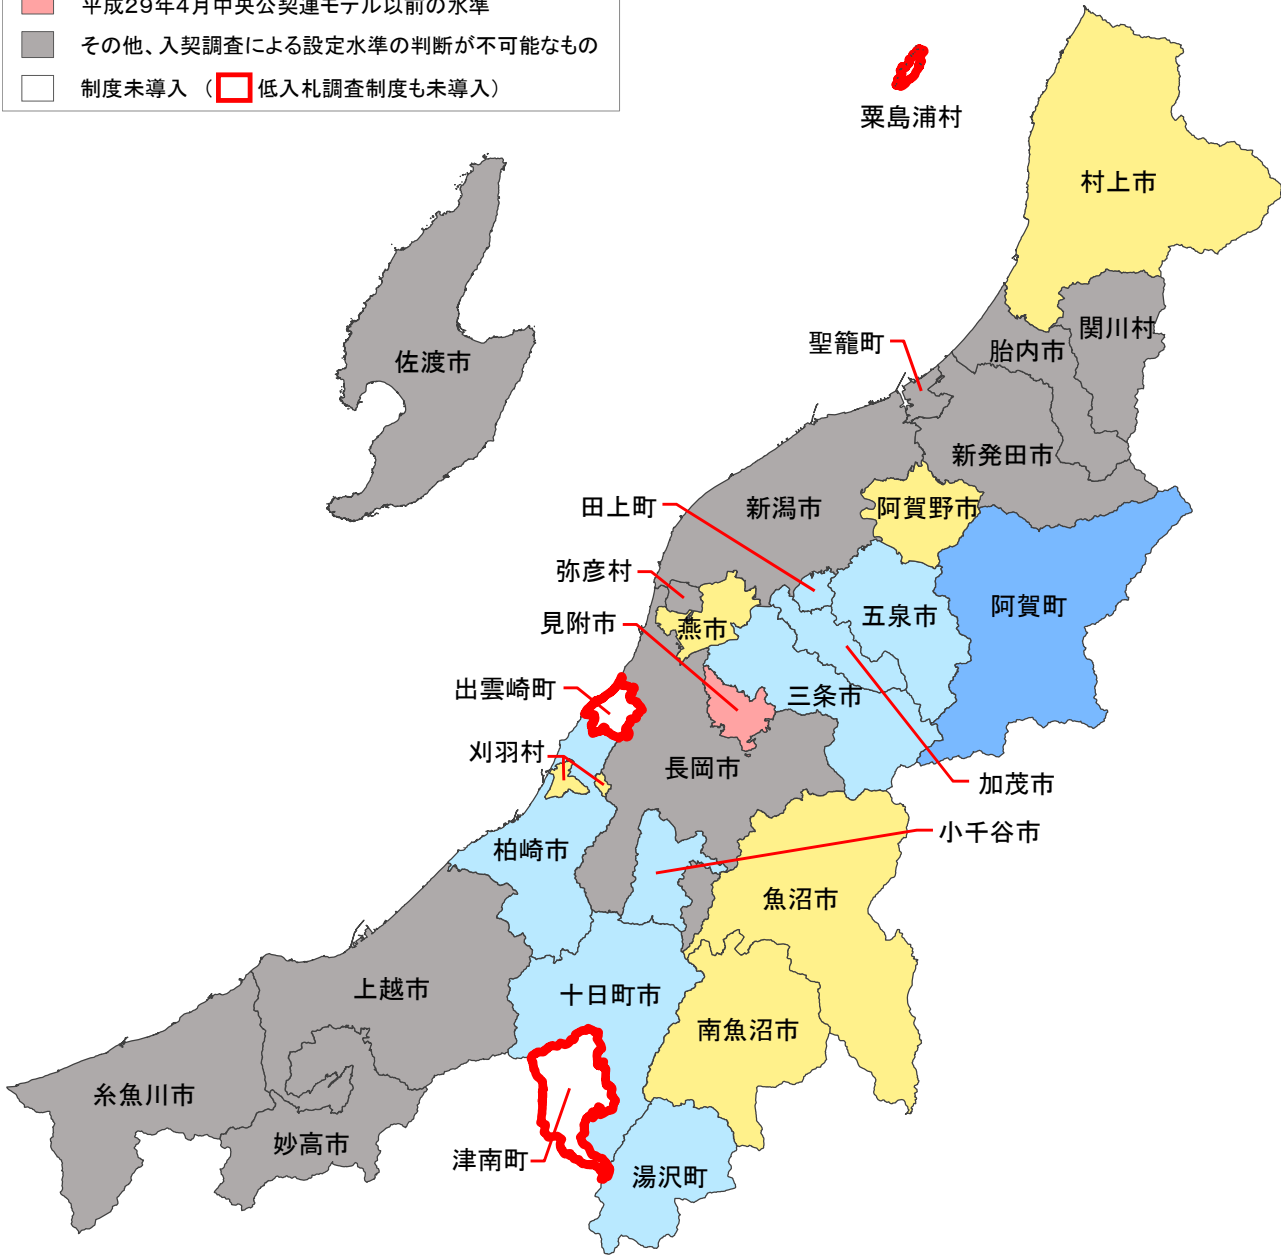 平成29年4月中央公契連モデル以前の水準
その他、入契調査による設定水準の判断が不可能なもの
制度未導入 （ 低入札調査制度も未導入）
粟島浦村
村上市
関川村
聖籠町
胎内市
佐渡市
新発田市
田上町
新潟市
阿賀野市
弥彦村
阿賀町
見附市
燕市
五泉市
出雲崎町
三条市
刈羽村
長岡市
加茂市
小千谷市
柏崎市
魚沼市
上越市
十日町市
南魚沼市
糸魚川市
妙高市
津南町
湯沢町